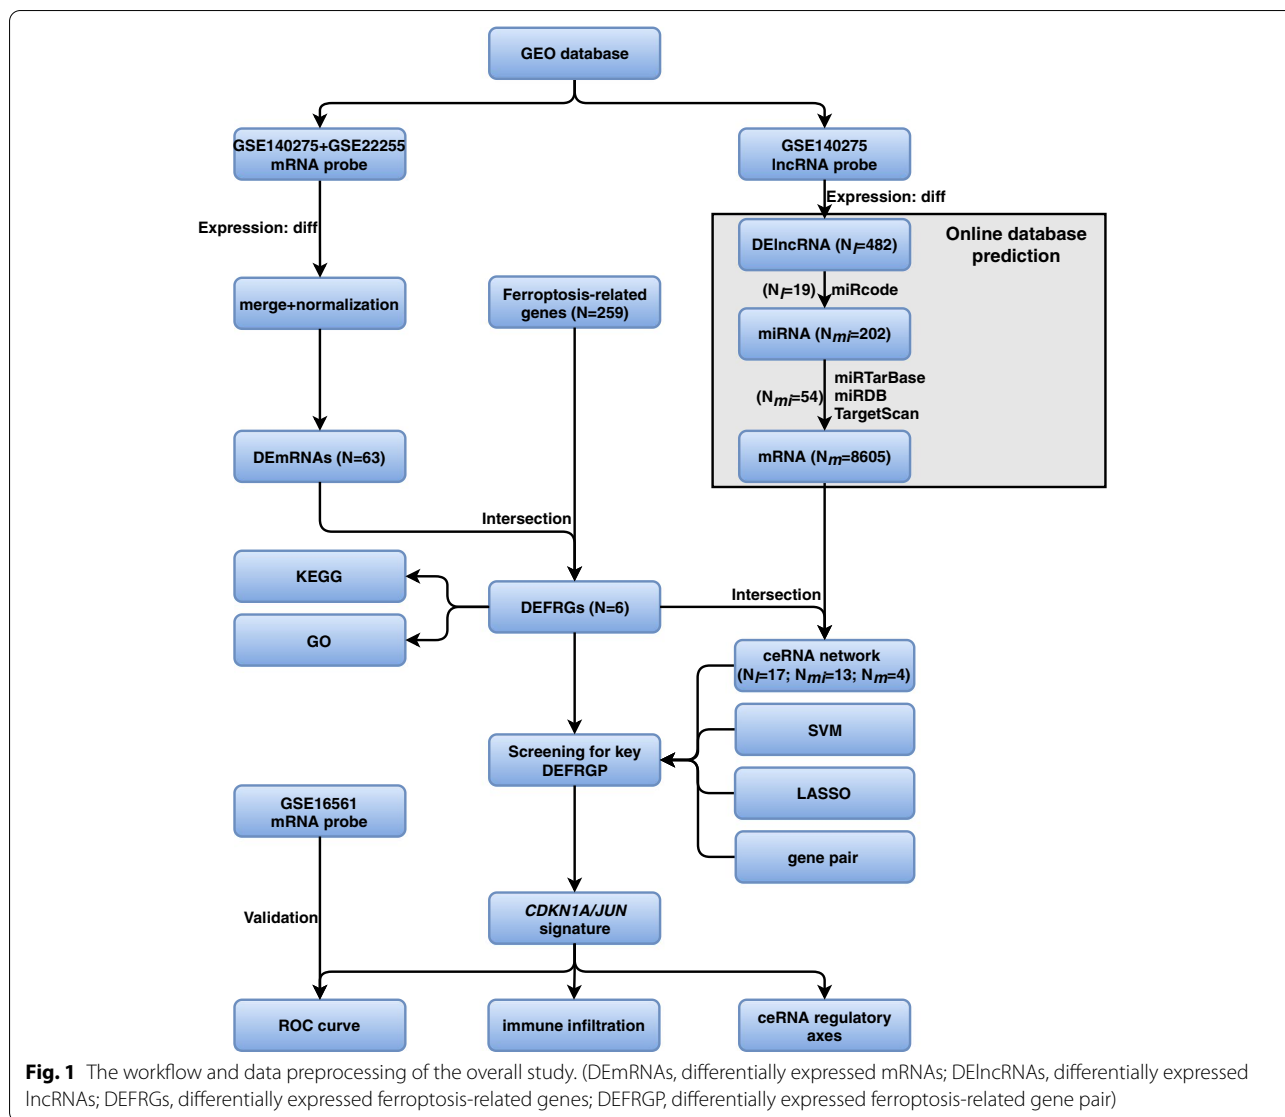 GEO database
GSE140275+GSE22255
mRNA probe
GSE140275
lncRNA probe
Expression: diff
Expression: diff
Online database
prediction
DElncRNA (Nl=482)
(Nl=19) miRcode
merge+normalization
Ferroptosis-related
genes (N=259)
miRNA (Nmi=202)
(Nmi=54)
miRTarBase
miRDB
TargetScan
DEmRNAs (N=63)
mRNA (Nm=8605)
Intersection
KEGG
GO
DEFRGs (N=6)
Intersection
ceRNA network
(Nl=17; Nmi=13; Nm=4)
SVM
Screening for key
DEFRGP
LASSO
GSE16561
mRNA probe
gene pair
Validation
CDKN1A/JUN
signature
ROC curve
immune infiltration
ceRNA regulatory
axes
Fig. 1 The workflow and data preprocessing of the overall study. (DEmRNAs, differentially expressed mRNAs; DElncRNAs, differentially expressed
lncRNAs; DEFRGs, differentially expressed ferroptosis-related genes; DEFRGP, differentially expressed ferroptosis-related gene pair)